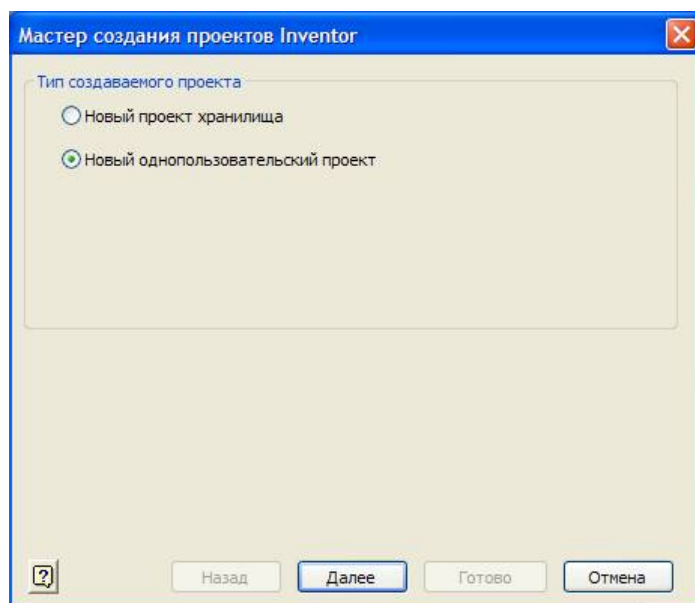 Мастер создания проектов Inventor
Тип создаваемого проекта
Новый проект хранилища
Новый однопользовательский проект
?
Назад Далее Готово Отмена